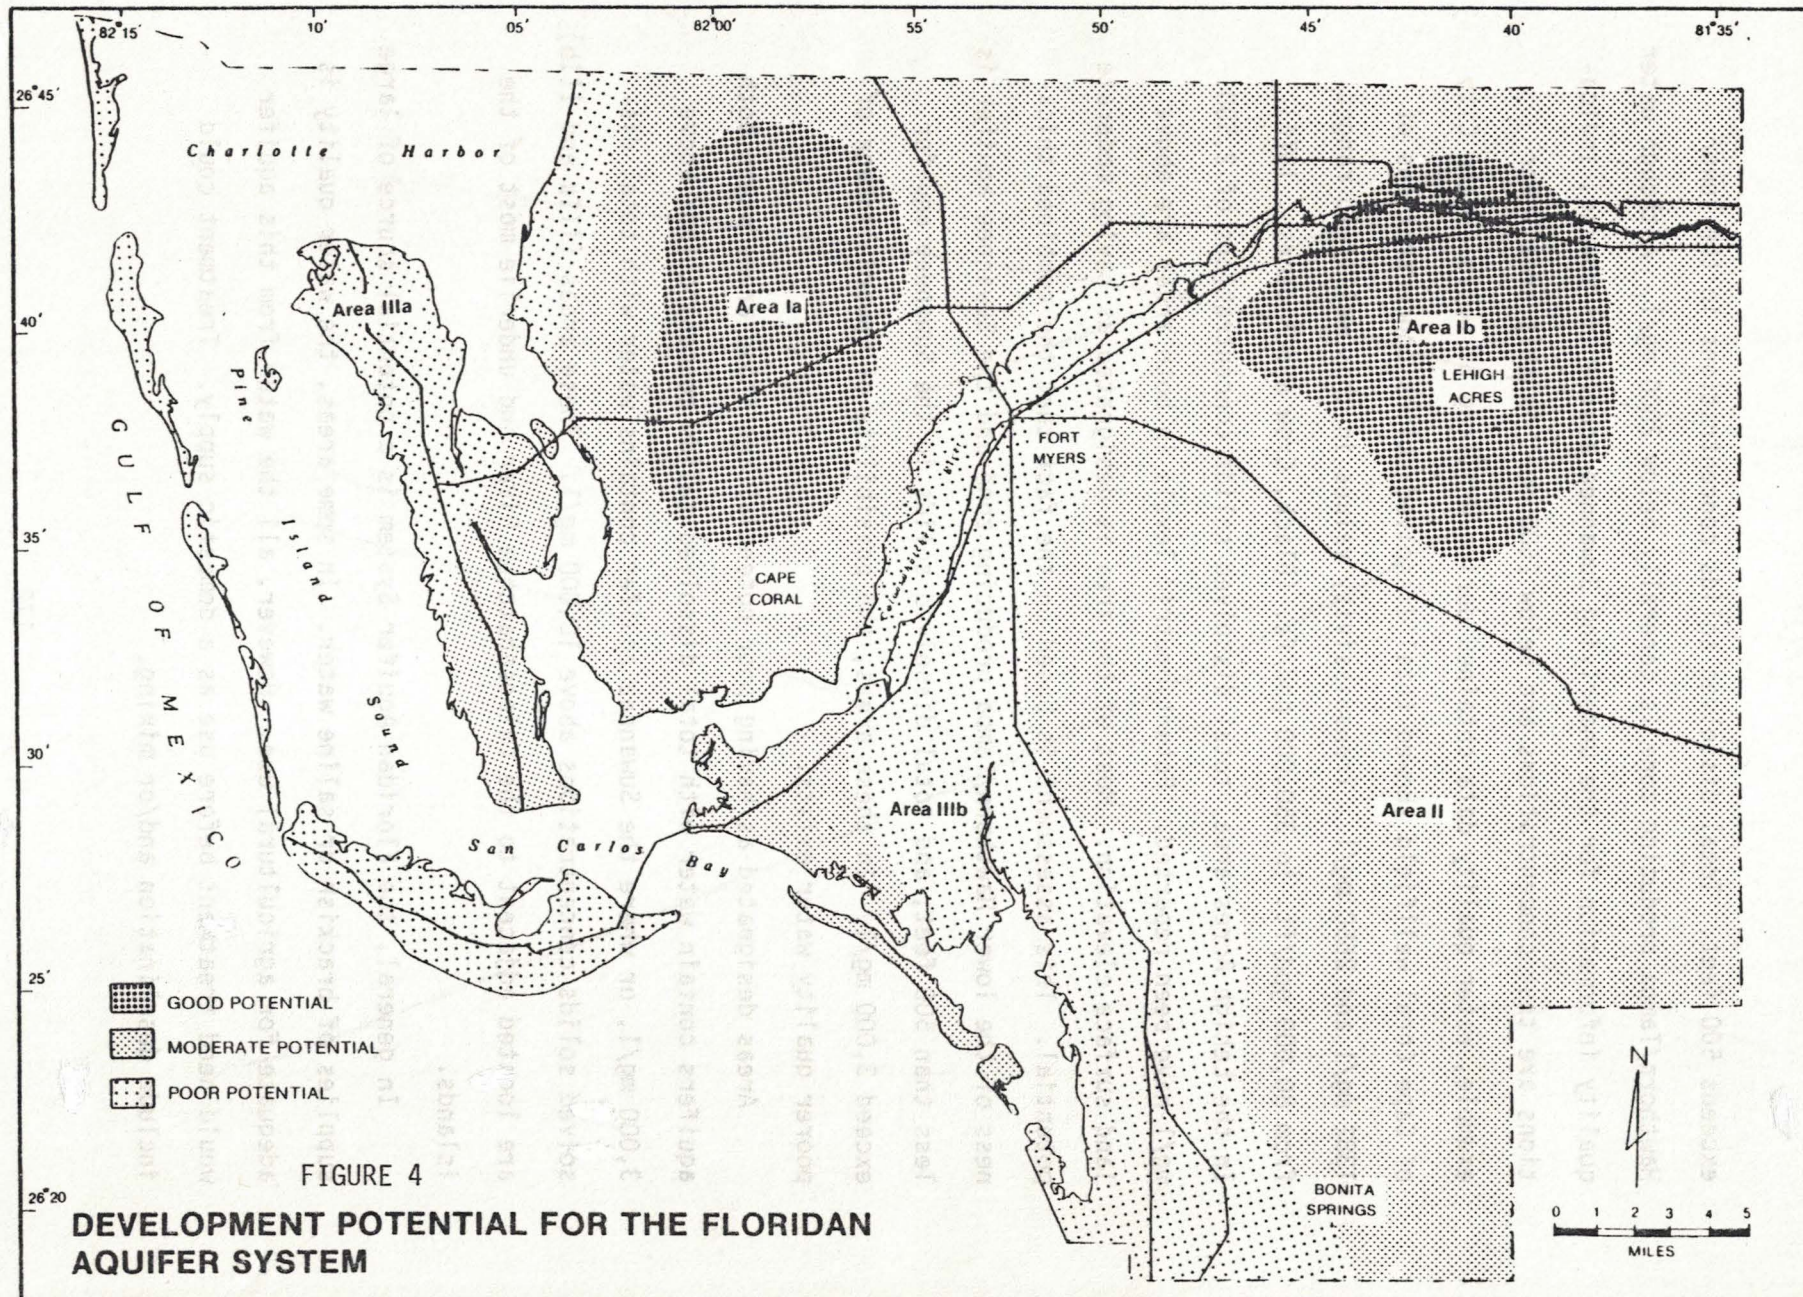 82°15′ 10′ 05′ 82°00′ 55′ 50′ 45′ 40′ 81°35′
26°45′
40′
35′
30′
25′
26°20′
Charlotte Harbor
Pine
Island
Sound
GULF OF MEXICO
San Carlos Bay
Area IIIa
Area Ia
Area Ib
LEHIGH
ACRES
FORT
MYERS
CAPE
CORAL
Area IIIb
Area II
BONITA
SPRINGS
GOOD POTENTIAL
MODERATE POTENTIAL
POOR POTENTIAL
N
0 1 2 3 4 5
MILES
FIGURE 4
DEVELOPMENT POTENTIAL FOR THE FLORIDAN
AQUIFER SYSTEM